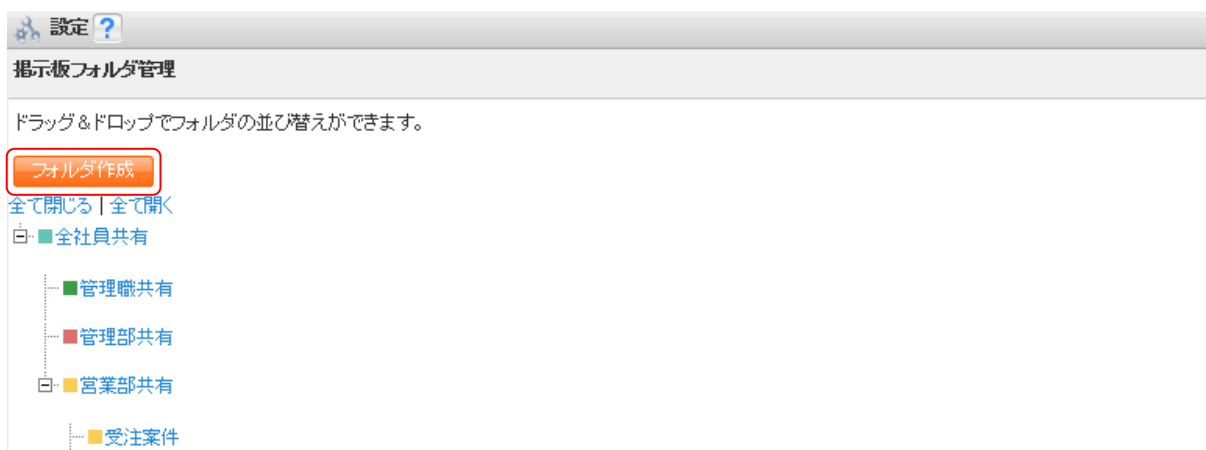 設定 ?
掲示板フォルダ管理
ドラッグ&ドロップでフォルダの並び替えができます。
フォルダ作成
全て閉じる | 全て開く
全社員共有
管理職共有
管理部共有
営業部共有
受注案件